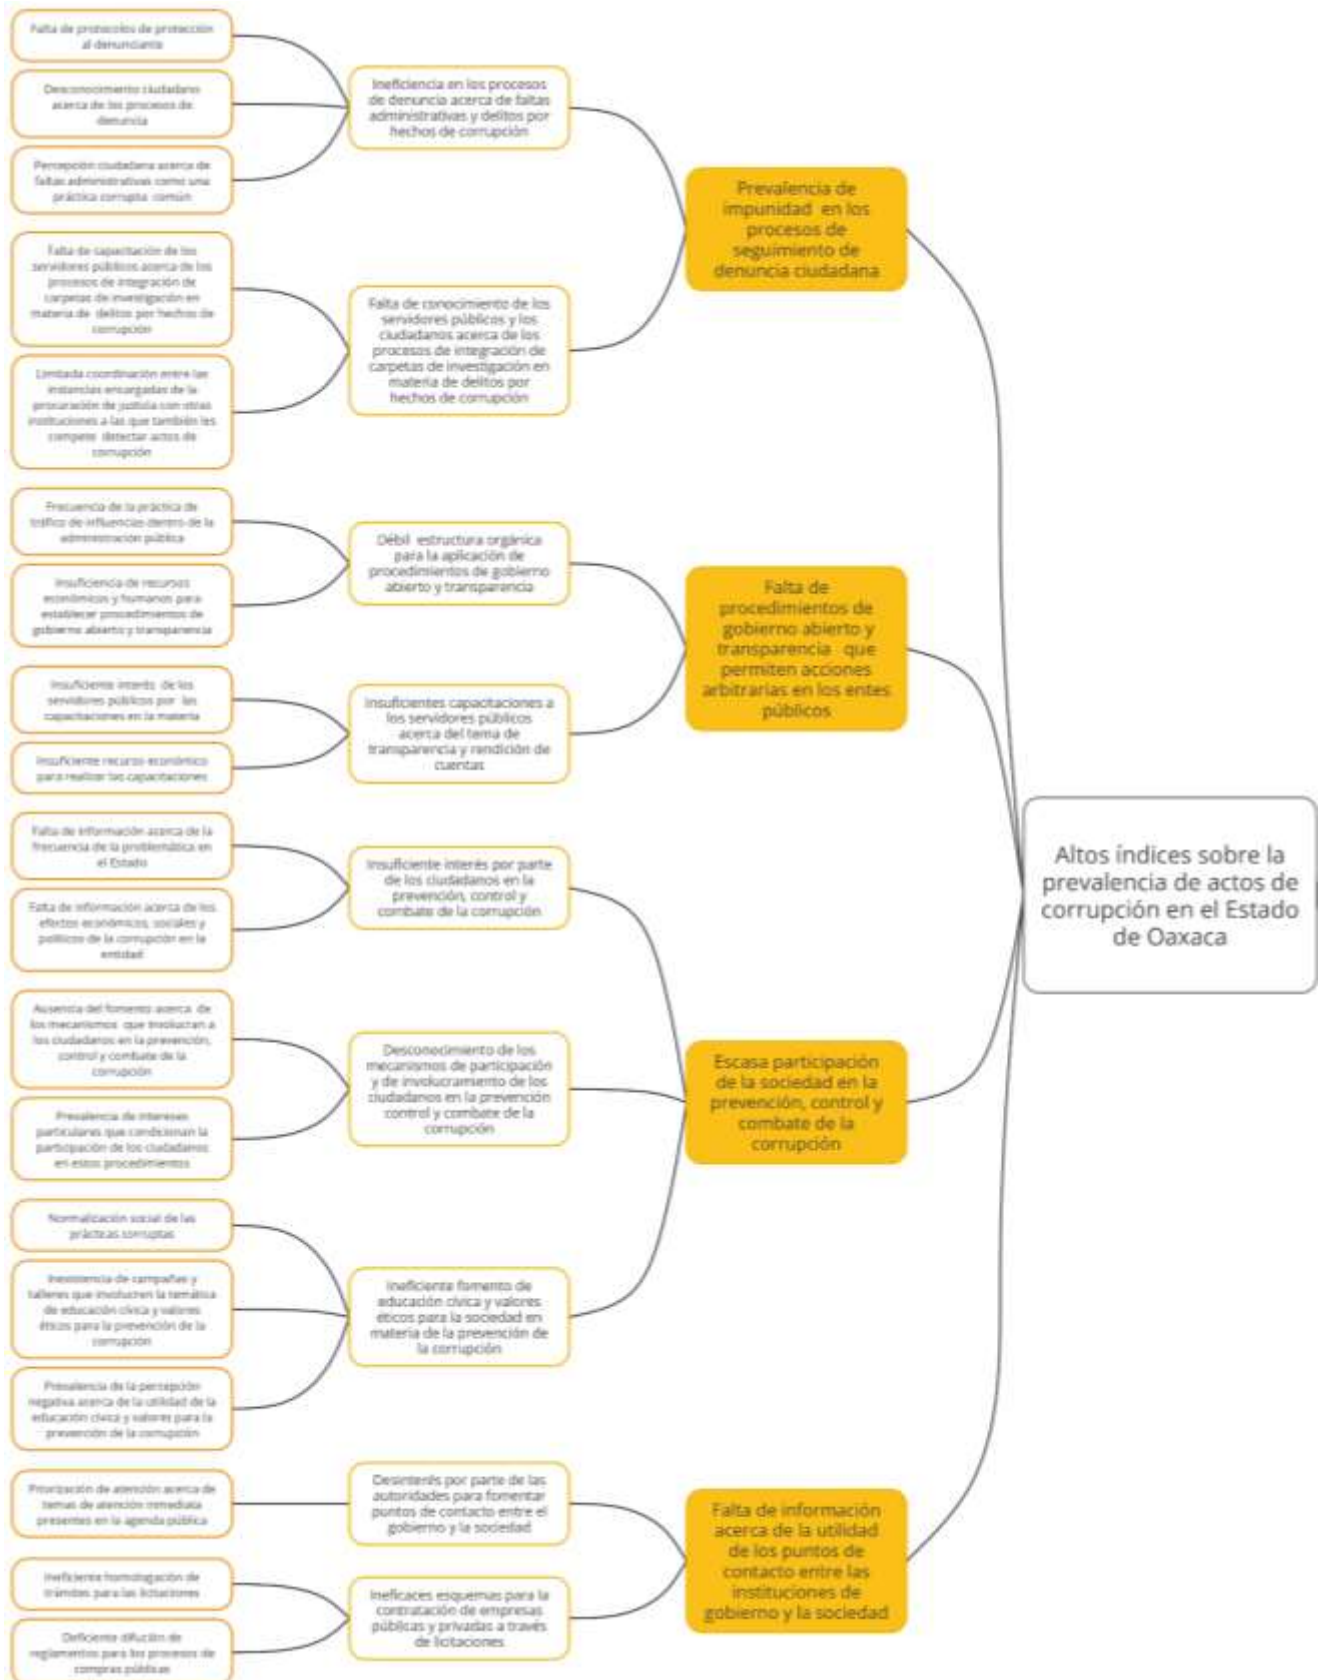 Falta de protocolos de protección
al denunciante
Desconocimiento ciudadano
acerca de los procesos de
denuncia
Percepción ciudadana acerca de
faltas administrativas como una
práctica corrupta común
Ineficiencia en los procesos
de denuncia acerca de faltas
administrativas y delitos por
hechos de corrupción
Falta de capacitación de los
servidores públicos acerca de los
procesos de integración de
carpetas de investigación en
materia de delitos por hechos de
corrupción
Limitada coordinación entre las
instancias encargadas de la
procuración de justicia con otras
instituciones a las que también les
compete detectar actos de
corrupción
Falta de conocimiento de los
servidores públicos y los
ciudadanos acerca de los
procesos de integración de
carpetas de investigación en
materia de delitos por
hechos de corrupción
Prevalencia de
impunidad en los
procesos de
seguimiento de
denuncia ciudadana
Frecuencia de la práctica de
tráfico de influencias dentro de la
administración pública
Insuficiencia de recursos
económicos y humanos para
establecer procedimientos de
gobierno abierto y transparencia
Débil estructura orgánica
para la aplicación de
procedimientos de gobierno
abierto y transparencia
Insuficiente interés de los
servidores públicos por las
capacitaciones en la materia
Insuficiente recurso económico
para realizar las capacitaciones
Insuficientes capacitaciones a
los servidores públicos
acerca del tema de
transparencia y rendición de
cuentas
Falta de
procedimientos de
gobierno abierto y
transparencia que
permiten acciones
arbitrarias en los entes
públicos
Falta de información acerca de la
frecuencia de la problemática en
el Estado
Falta de información acerca de los
efectos económicos, sociales y
políticos de la corrupción en la
entidad
Insuficiente interés por parte
de los ciudadanos en la
prevención, control y
combate de la corrupción
Ausencia del fomento acerca de
los mecanismos que involucran a
los ciudadanos en la prevención,
control y combate de la
corrupción
Prevalencia de intereses
particulares que condicionan la
participación de los ciudadanos
en estos procedimientos
Desconocimiento de los
mecanismos de participación
y de involucramiento de los
ciudadanos en la prevención
control y combate de la
corrupción
Normalización social de las
prácticas corruptas
Inexistencia de campañas y
talleres que involucren la temática
de educación cívica y valores
éticos para la prevención de la
corrupción
Prevalencia de la percepción
negativa acerca de la utilidad de la
educación cívica y valores para la
prevención de la corrupción
Ineficiente fomento de
educación cívica y valores
éticos para la sociedad en
materia de la prevención de
la corrupción
Escasa participación
de la sociedad en la
prevención, control y
combate de la
corrupción
Priorización de atención acerca de
temas de atención inmediata
presentes en la agenda pública
Desinterés por parte de las
autoridades para fomentar
puntos de contacto entre el
gobierno y la sociedad
Ineficiente homologación de
trámites para las licitaciones
Deficiente difución de
reglamentos para los procesos de
compras públicas
Ineficaces esquemas para la
contratación de empresas
públicas y privadas a través
de licitaciones
Falta de información
acerca de la utilidad
de los puntos de
contacto entre las
instituciones de
gobierno y la sociedad
Altos índices sobre la
prevalencia de actos de
corrupción en el Estado
de Oaxaca